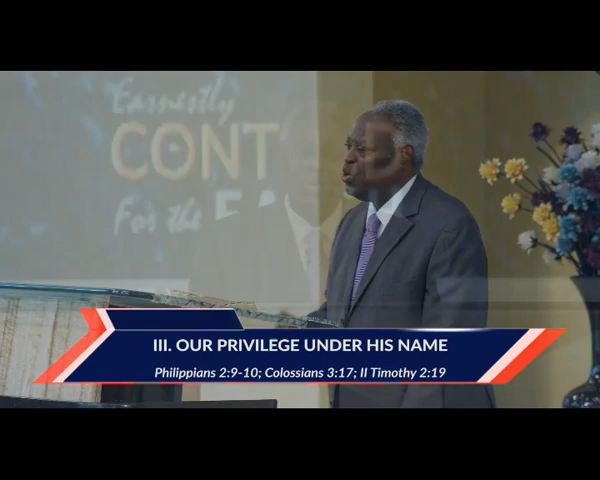 Earnestly
CONT
For the
III. OUR PRIVILEGE UNDER HIS NAME
Philippians 2:9-10; Colossians 3:17; II Timothy 2:19